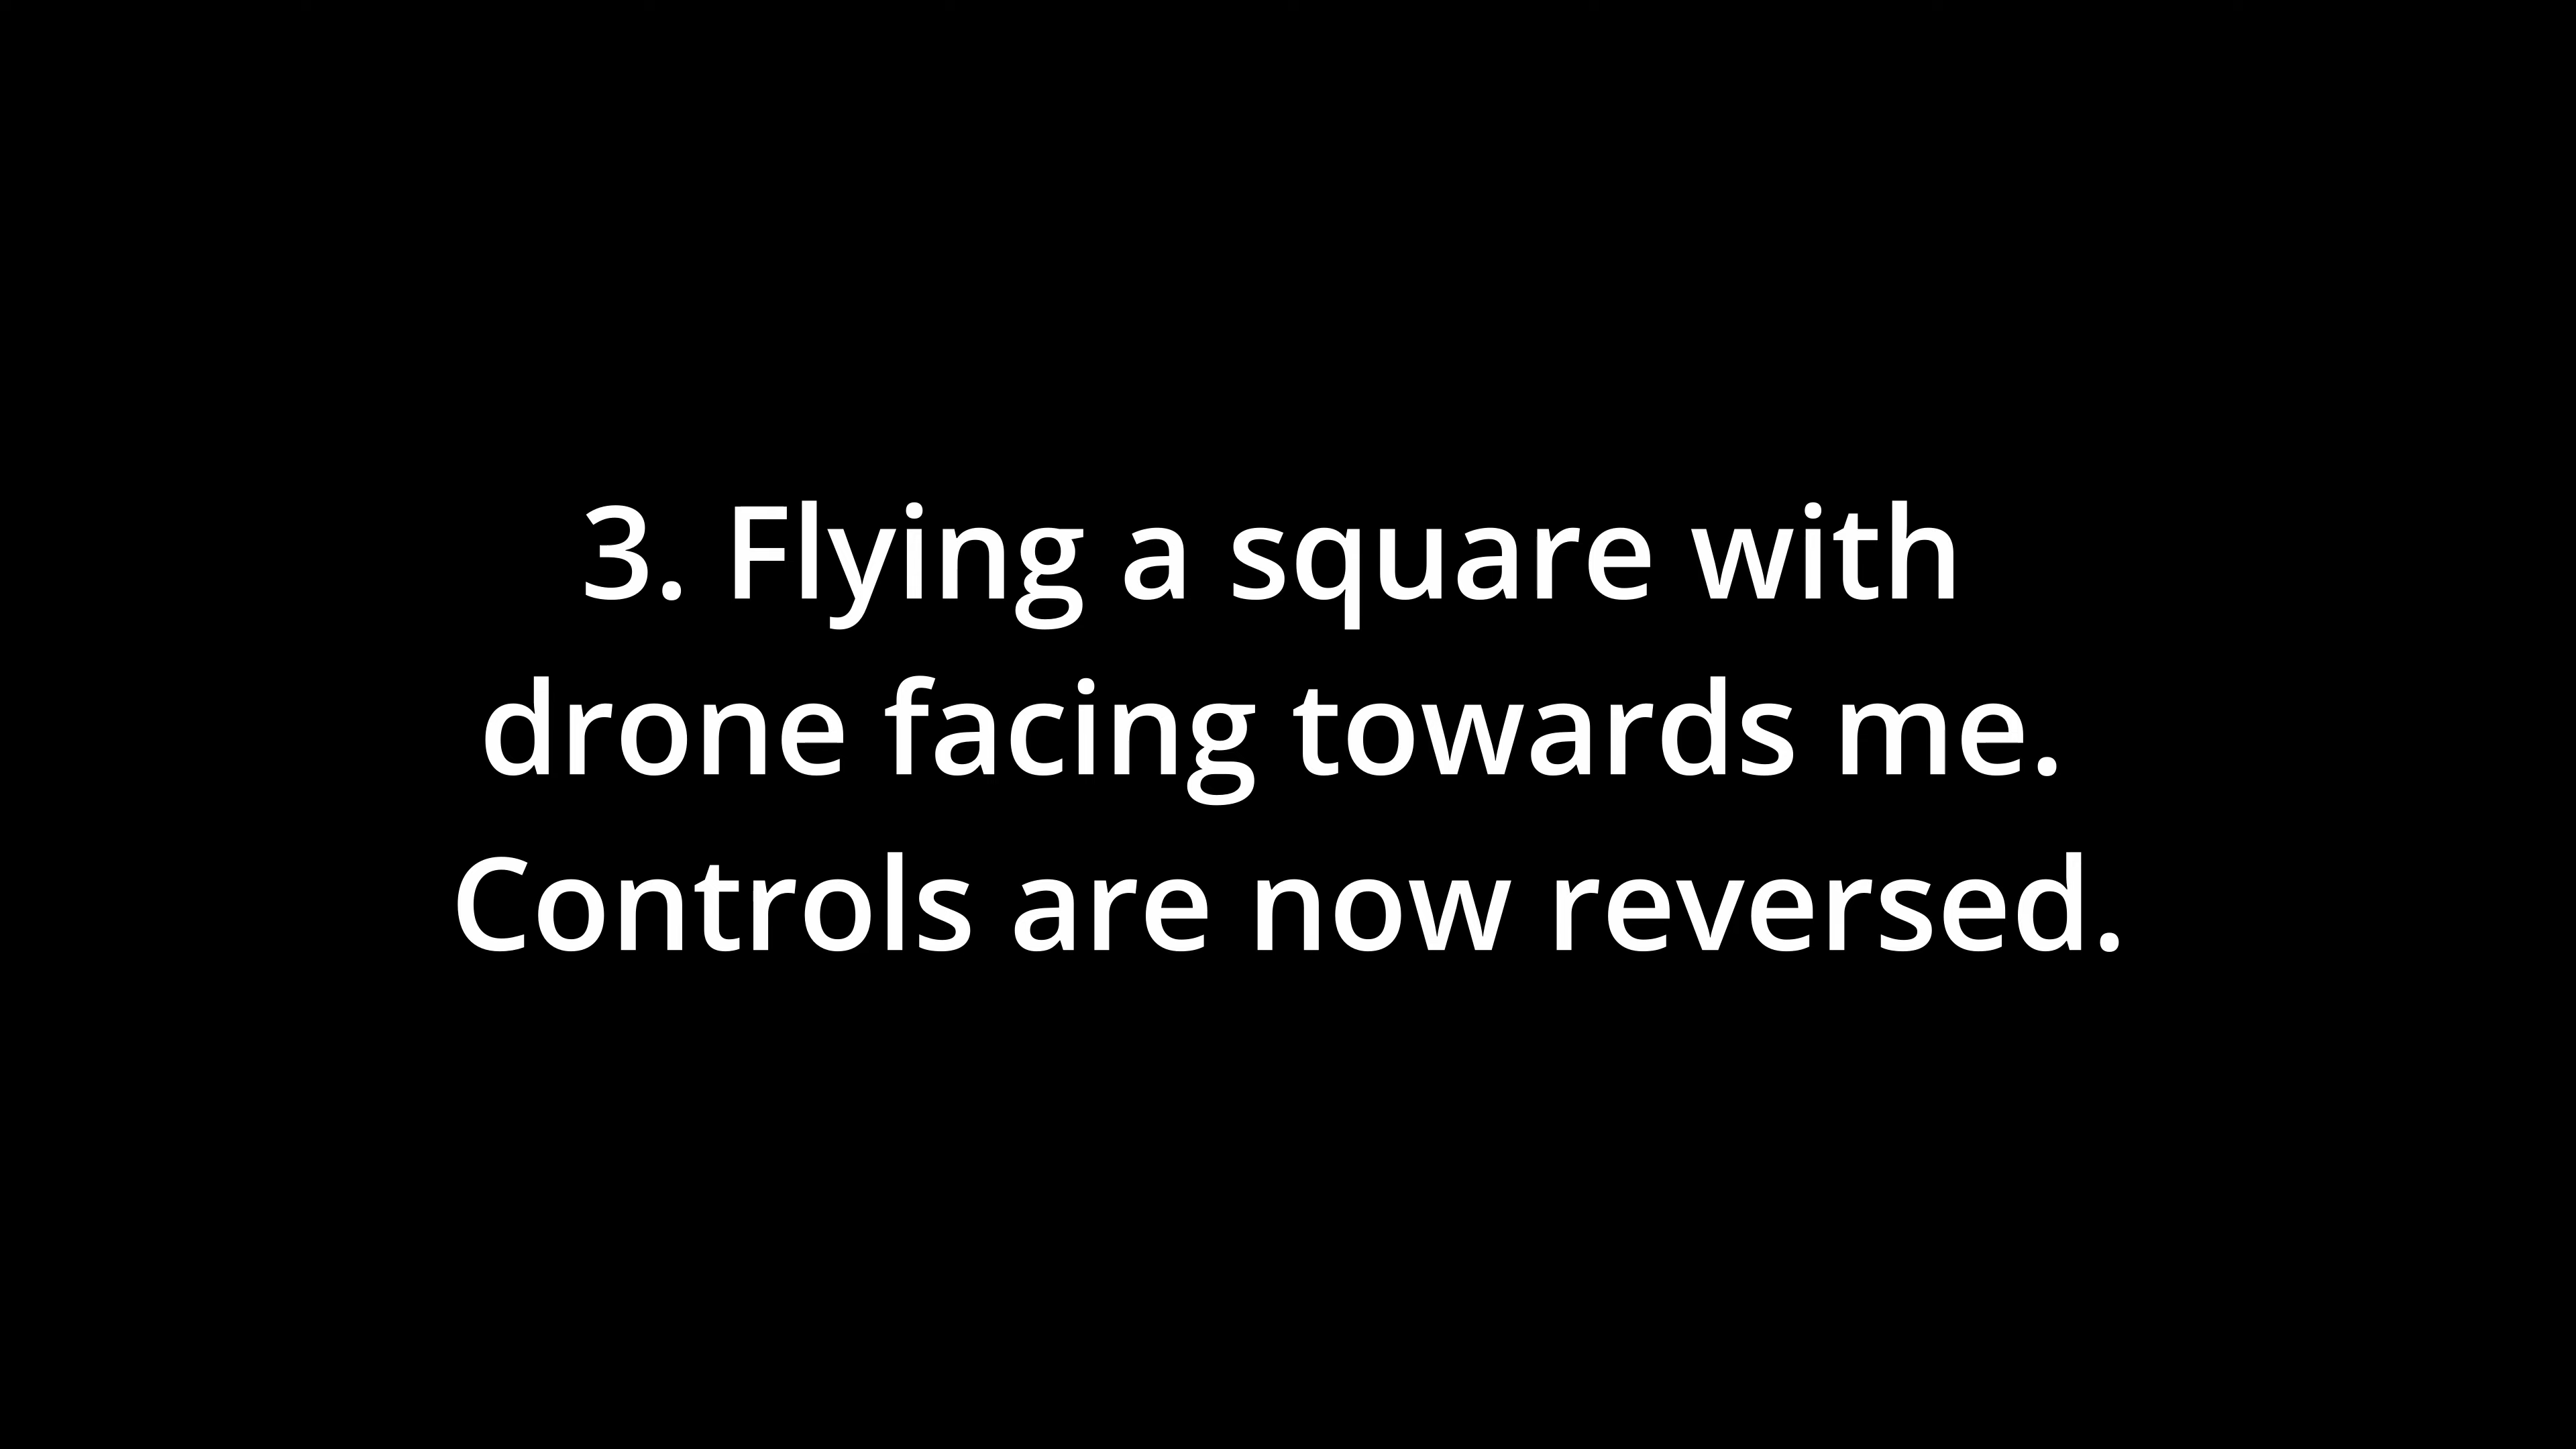 3. Flying a square with
drone facing towards me.
Controls are now reversed.